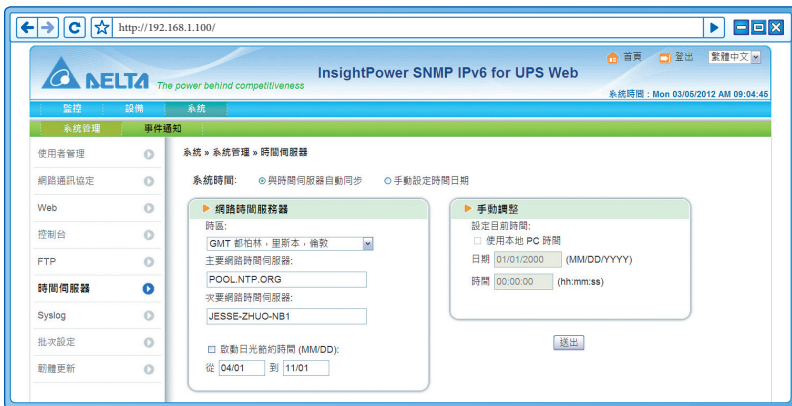 http://192.168.1.100/
首頁 登出 繁體中文
DELTA The power behind competitiveness
InsightPower SNMP IPv6 for UPS Web
系統時間 : Mon 03/05/2012 AM 09:04:45
監控 設備 系統
系統管理 事件通知
系統 » 系統管理 » 時間伺服器
使用者管理
網路通訊協定
Web
控制台
FTP
時間伺服器
Syslog
批次設定
韌體更新
系統時間: 與時間伺服器自動同步 手動設定時間日期
網路時間服務器
時區:
GMT 都柏林，里斯本，倫敦
主要網路時間伺服器:
POOL.NTP.ORG
次要網路時間伺服器:
JESSE-ZHUO-NB1
啟動日光節約時間 (MM/DD):
從 04/01 到 11/01
手動調整
設定目前時間:
使用本地 PC 時間
日期 01/01/2000 (MM/DD/YYYY)
時間 00:00:00 (hh:mm:ss)
送出